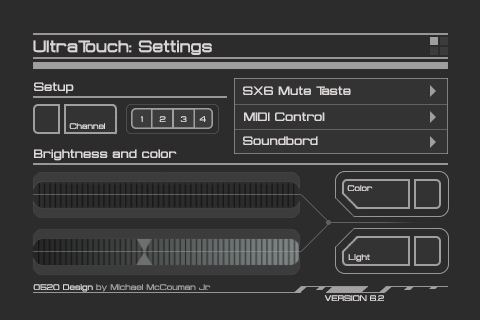 UltraTouch: Settings
Setup
Channel
1 2 3 4
SX6 Mute Taste
MIDI Control
Soundbord
Brightness and color
Color
Light
0620 Design by Michael McCouman Jr
VERSION 6.2